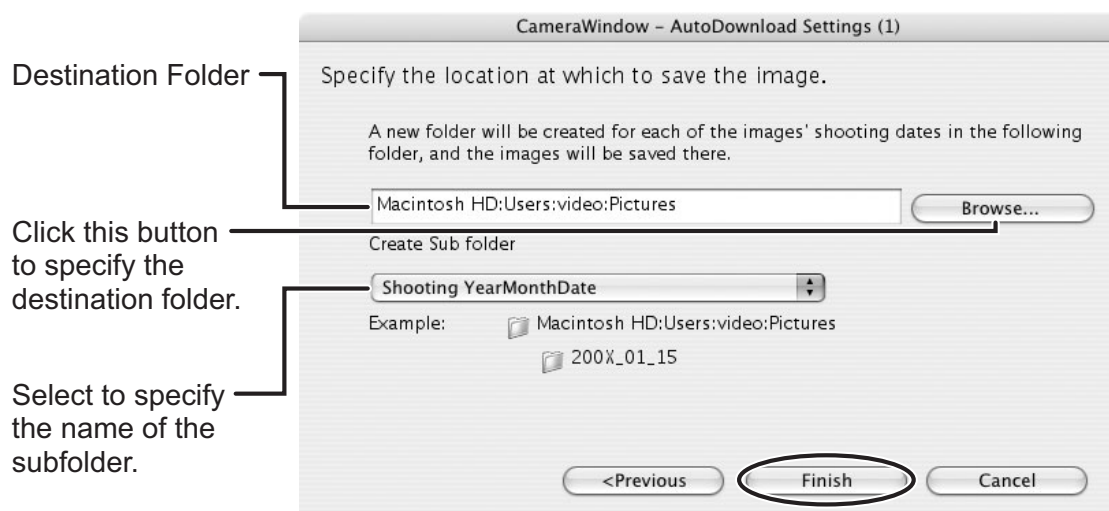 CameraWindow – AutoDownload Settings (1)
Destination Folder
Specify the location at which to save the image.
A new folder will be created for each of the images' shooting dates in the following
folder, and the images will be saved there.
Macintosh HD:Users:video:Pictures
Browse...
Click this button
to specify the
destination folder.
Create Sub folder
Shooting YearMonthDate
Example:
Macintosh HD:Users:video:Pictures
200X_01_15
Select to specify
the name of the
subfolder.
<Previous
Finish
Cancel